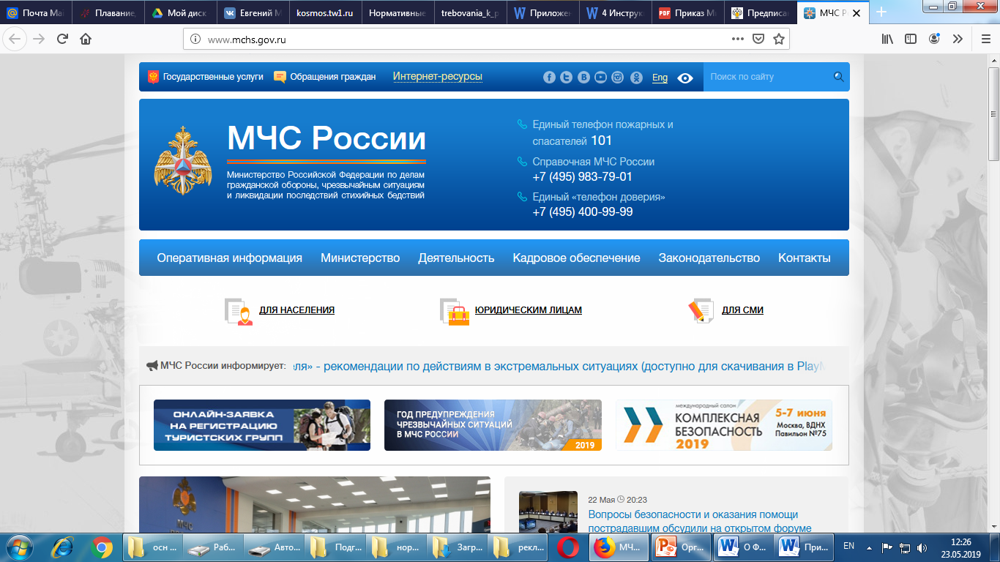 Почта Mai
Плавание,
Мой диск
Евгений М
kosmos.tw1.ru
Нормативные
trebovania_k_p
Приложен
4 Инструк
Приказ Ми
Предписан
МЧС Р
www.mchs.gov.ru
Государственные услуги
Обращения граждан
Интернет-ресурсы
Eng
Поиск по сайту
МЧС России
Министерство Российской Федерации по делам
гражданской обороны, чрезвычайным ситуациям
и ликвидации последствий стихийных бедствий
Единый телефон пожарных и
спасателей 101
Справочная МЧС России
+7 (495) 983-79-01
Единый «телефон доверия»
+7 (495) 400-99-99
Оперативная информация
Министерство
Деятельность
Кадровое обеспечение
Законодательство
Контакты
ДЛЯ НАСЕЛЕНИЯ
ЮРИДИЧЕСКИМ ЛИЦАМ
ДЛЯ СМИ
МЧС России информирует:
еля» - рекомендации по действиям в экстремальных ситуациях (доступно для скачивания в PlayM
ОНЛАЙН-ЗАЯВКА
НА РЕГИСТРАЦИЮ
ТУРИСТСКИХ ГРУПП
ГОД ПРЕДУПРЕЖДЕНИЯ
ЧРЕЗВЫЧАЙНЫХ СИТУАЦИЙ
В МЧС РОССИИ
2019
международный салон
КОМПЛЕКСНАЯ
БЕЗОПАСНОСТЬ
2019
5-7 июня
Москва, ВДНХ
Павильон №75
МЧС
22 Мая 20:23
Вопросы безопасности и оказания помощи
пострадавшим обсудили на открытом форуме
осн ...
Раб...
Авто...
Подг...
нор...
Загр...
рекл...
МЧ...
Орг...
О Ф...
При...
EN
12:26
23.05.2019